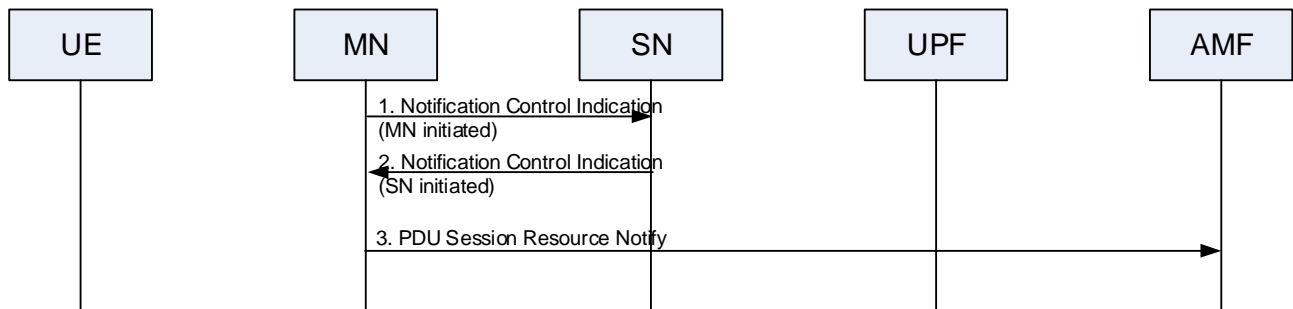 UE
MN
SN
UPF
AMF
1. Notification Control Indication
(MN initiated)
2. Notification Control Indication
(SN initiated)
3. PDU Session Resource Notify